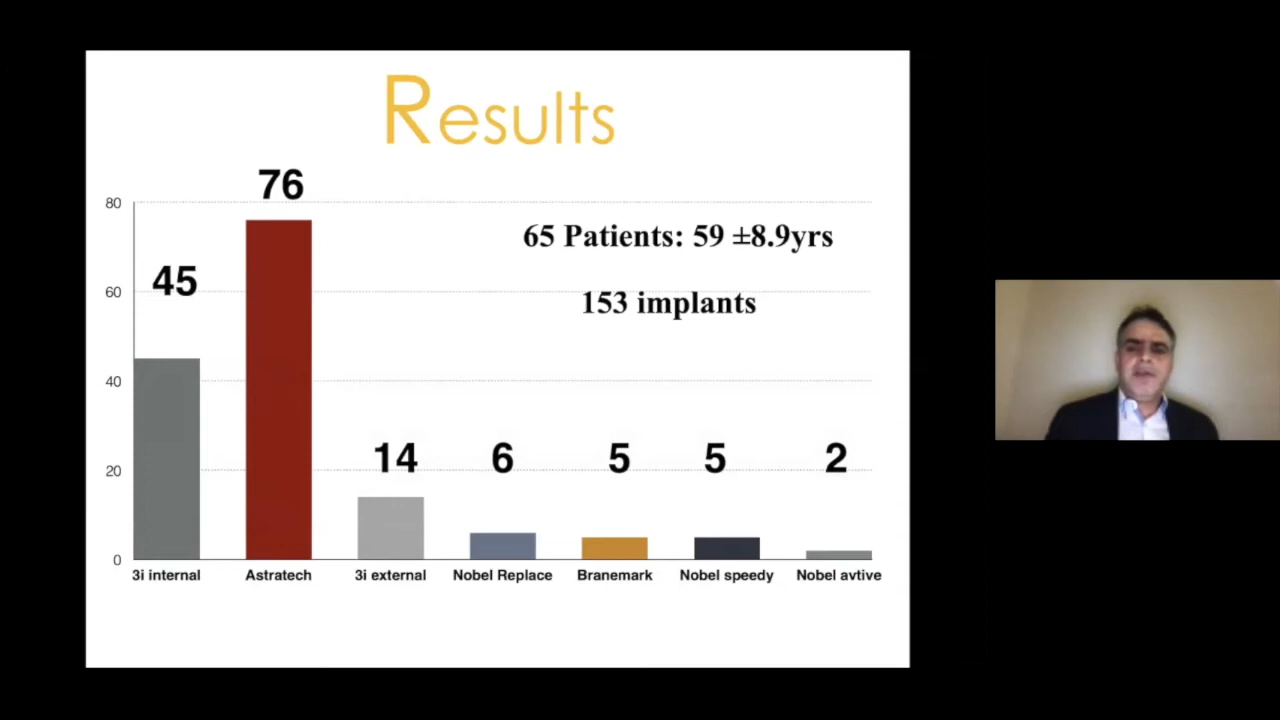 Results
76
80
65 Patients: 59 ±8.9yrs
45
60
153 implants
40
14 6 5 5 2
20
0
3i internal Astratech 3i external Nobel Replace Branemark Nobel speedy Nobel avtive